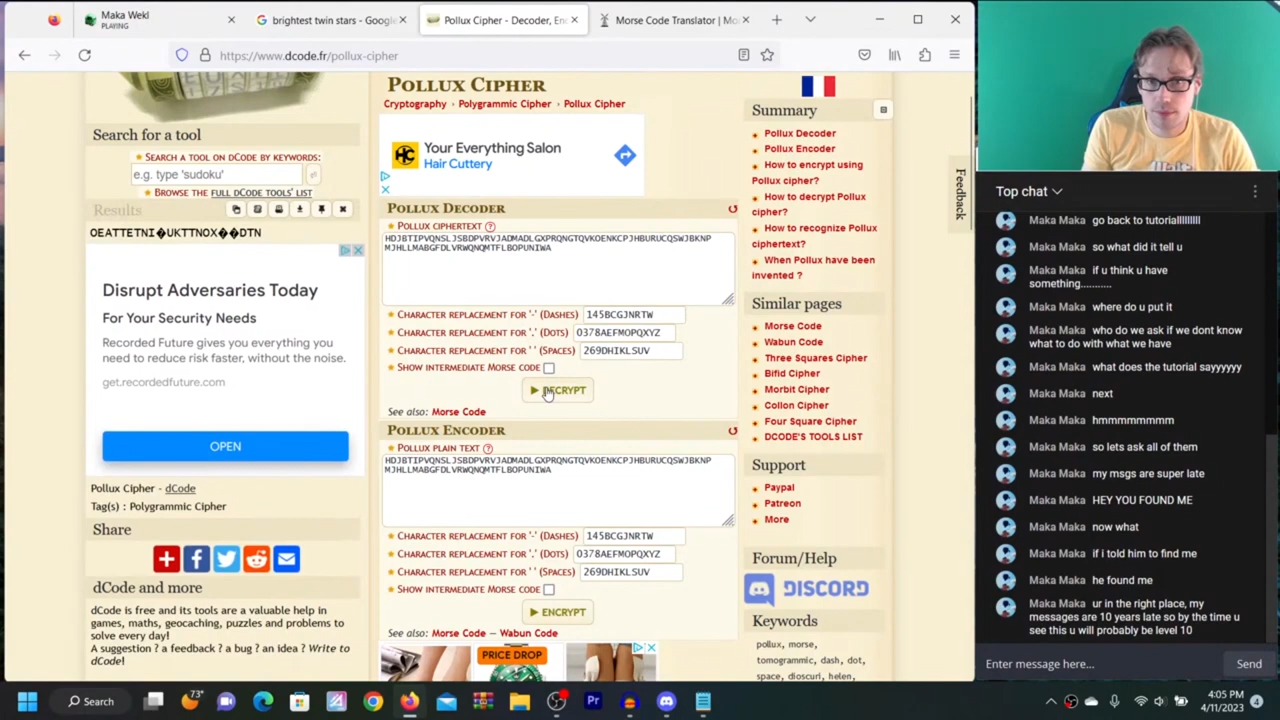 Maka Wekl
PLAYING
brightest twin stars - Google
Pollux Cipher - Decoder, Enc
Morse Code Translator | Mo
https://www.dcode.fr/pollux-cipher
Search for a tool
SEARCH A TOOL ON DCODE BY KEYWORDS:
e.g. type 'sudoku'
BROWSE THE FULL DCODE TOOLS' LIST
Results
OEATTETNI�UKTTNOX��DTN
Disrupt Adversaries Today
For Your Security Needs
Recorded Future gives you everything you
need to reduce risk faster, without the noise.
get.recordedfuture.com
OPEN
Pollux Cipher - dCode
Tag(s) : Polygrammic Cipher
Share
dCode and more
dCode is free and its tools are a valuable help in
games, maths, geocaching, puzzles and problems to
solve every day!
A suggestion ? a feedback ? a bug ? an idea ? Write to
dCode!
POLLUX CIPHER
Cryptography › Polygrammic Cipher › Pollux Cipher
HC
Your Everything Salon
Hair Cuttery
POLLUX DECODER
POLLUX CIPHERTEXT ?
HDJBTIPVQNSLJSBDPVRVJADMADLGXPRQNGTQVKOENKCPJHBURUCQSWJBKNP
MJHLLMABGFDLVRWQNQMTFLBOPUNIWA
CHARACTER REPLACEMENT FOR '-' (DASHES) 145BCGJNRTW
CHARACTER REPLACEMENT FOR '.' (DOTS) 0378AEFMOPQXYZ
CHARACTER REPLACEMENT FOR ' ' (SPACES) 269DHIKLSUV
SHOW INTERMEDIATE MORSE CODE
DECRYPT
See also: Morse Code
POLLUX ENCODER
POLLUX PLAIN TEXT ?
HDJBTIPVQNSLJSBDPVRVJADMADLGXPRQNGTQVKOENKCPJHBURUCQSWJBKNP
MJHLLMABGFDLVRWQNQMTFLBOPUNIWA
CHARACTER REPLACEMENT FOR '-' (DASHES) 145BCGJNRTW
CHARACTER REPLACEMENT FOR '.' (DOTS) 0378AEFMOPQXYZ
CHARACTER REPLACEMENT FOR ' ' (SPACES) 269DHIKLSUV
SHOW INTERMEDIATE MORSE CODE
ENCRYPT
See also: Morse Code — Wabun Code
PRICE DROP
Summary
Pollux Decoder
Pollux Encoder
How to encrypt using
Pollux cipher?
How to decrypt Pollux
cipher?
How to recognize Pollux
ciphertext?
When Pollux have been
invented ?
Similar pages
Morse Code
Wabun Code
Three Squares Cipher
Bifid Cipher
Morbit Cipher
Collon Cipher
Four Square Cipher
DCODE'S TOOLS LIST
Support
Paypal
Patreon
More
Forum/Help
DISCORD
Keywords
pollux, morse,
tomogrammic, dash, dot,
space, dioscuri, helen,
Feedback
Top chat
Maka Maka go back to tutorialllllllll
Maka Maka so what did it tell u
Maka Maka if u think u have
something...........
Maka Maka where do u put it
Maka Maka who do we ask if we dont know
what to do with what we have
Maka Maka what does the tutorial sayyyyyy
Maka Maka next
Maka Maka hmmmmmmmm
Maka Maka so lets ask all of them
Maka Maka my msgs are super late
Maka Maka HEY YOU FOUND ME
Maka Maka now what
Maka Maka if i told him to find me
Maka Maka he found me
Maka Maka ur in the right place, my
messages are 10 years late so by the time u
see this u will probably be level 10
Enter message here...
Send
Search
73°
Pr
4:05 PM
4/11/2023
4